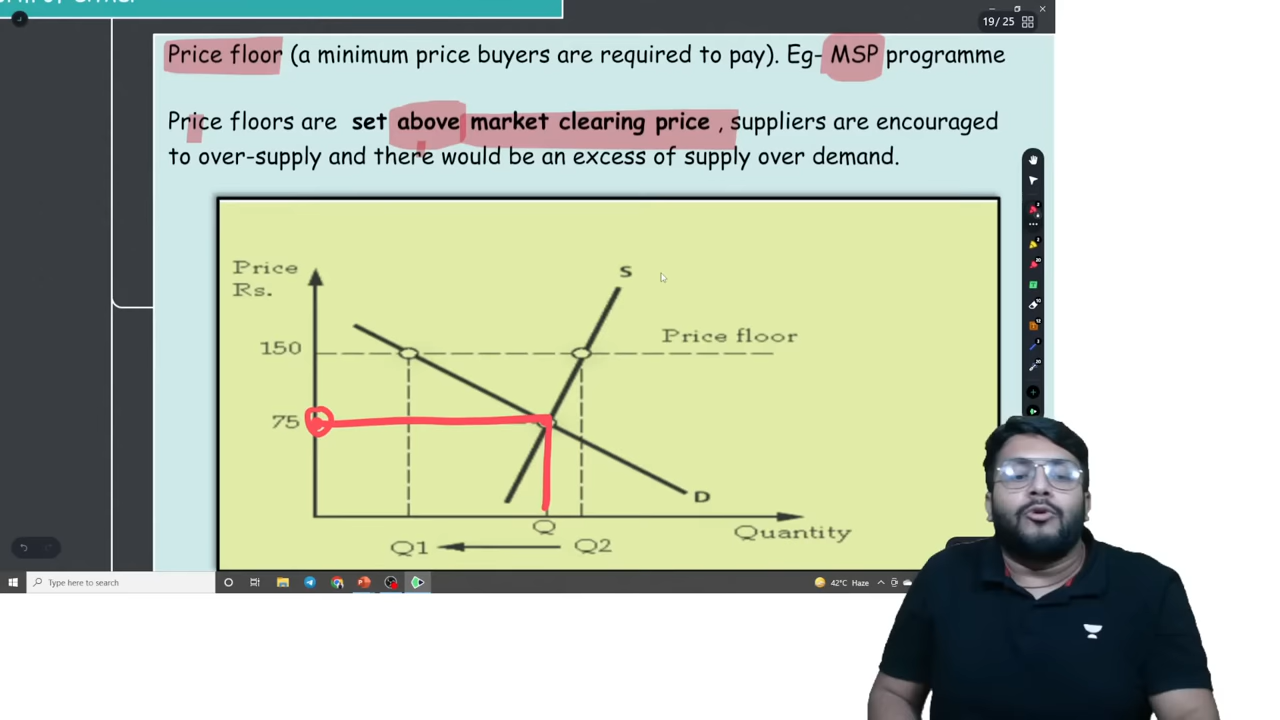 19/ 25
Price floor (a minimum price buyers are required to pay). Eg- MSP programme
Price floors are set above market clearing price , suppliers are encouraged
to over-supply and there would be an excess of supply over demand.
Price
Rs.
S
150
Price floor
75
D
Q
Quantity
Q1
Q2
Type here to search
42°C Haze